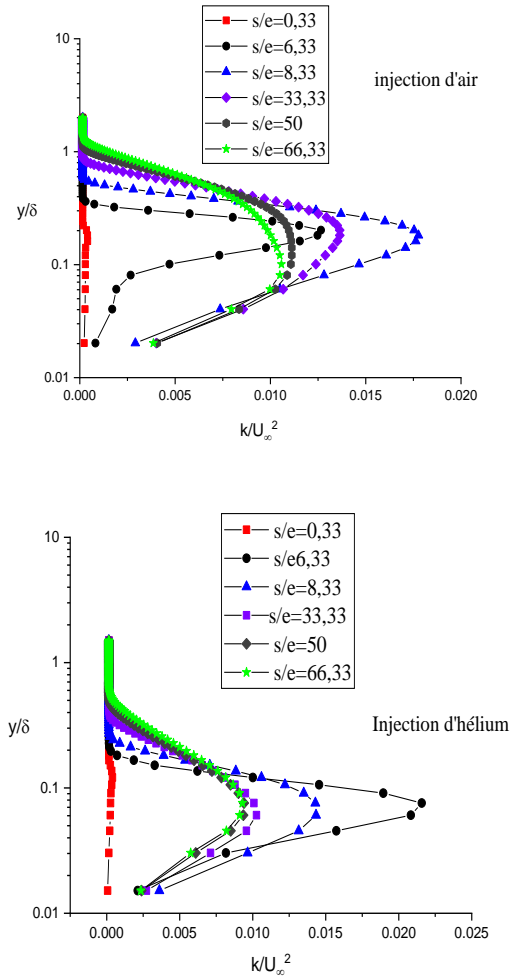 s/e=0,33
s/e=6,33
s/e=8,33
s/e=33,33
s/e=50
s/e=66,33
injection d'air
10
1
0.1
0.01
y/δ
0.000 0.005 0.010 0.015 0.020
k/U∞²
s/e=0,33
s/e6,33
s/e=8,33
s/e=33,33
s/e=50
s/e=66,33
Injection d'hélium
10
1
0.1
0.01
y/δ
0.000 0.005 0.010 0.015 0.020 0.025
k/U∞²